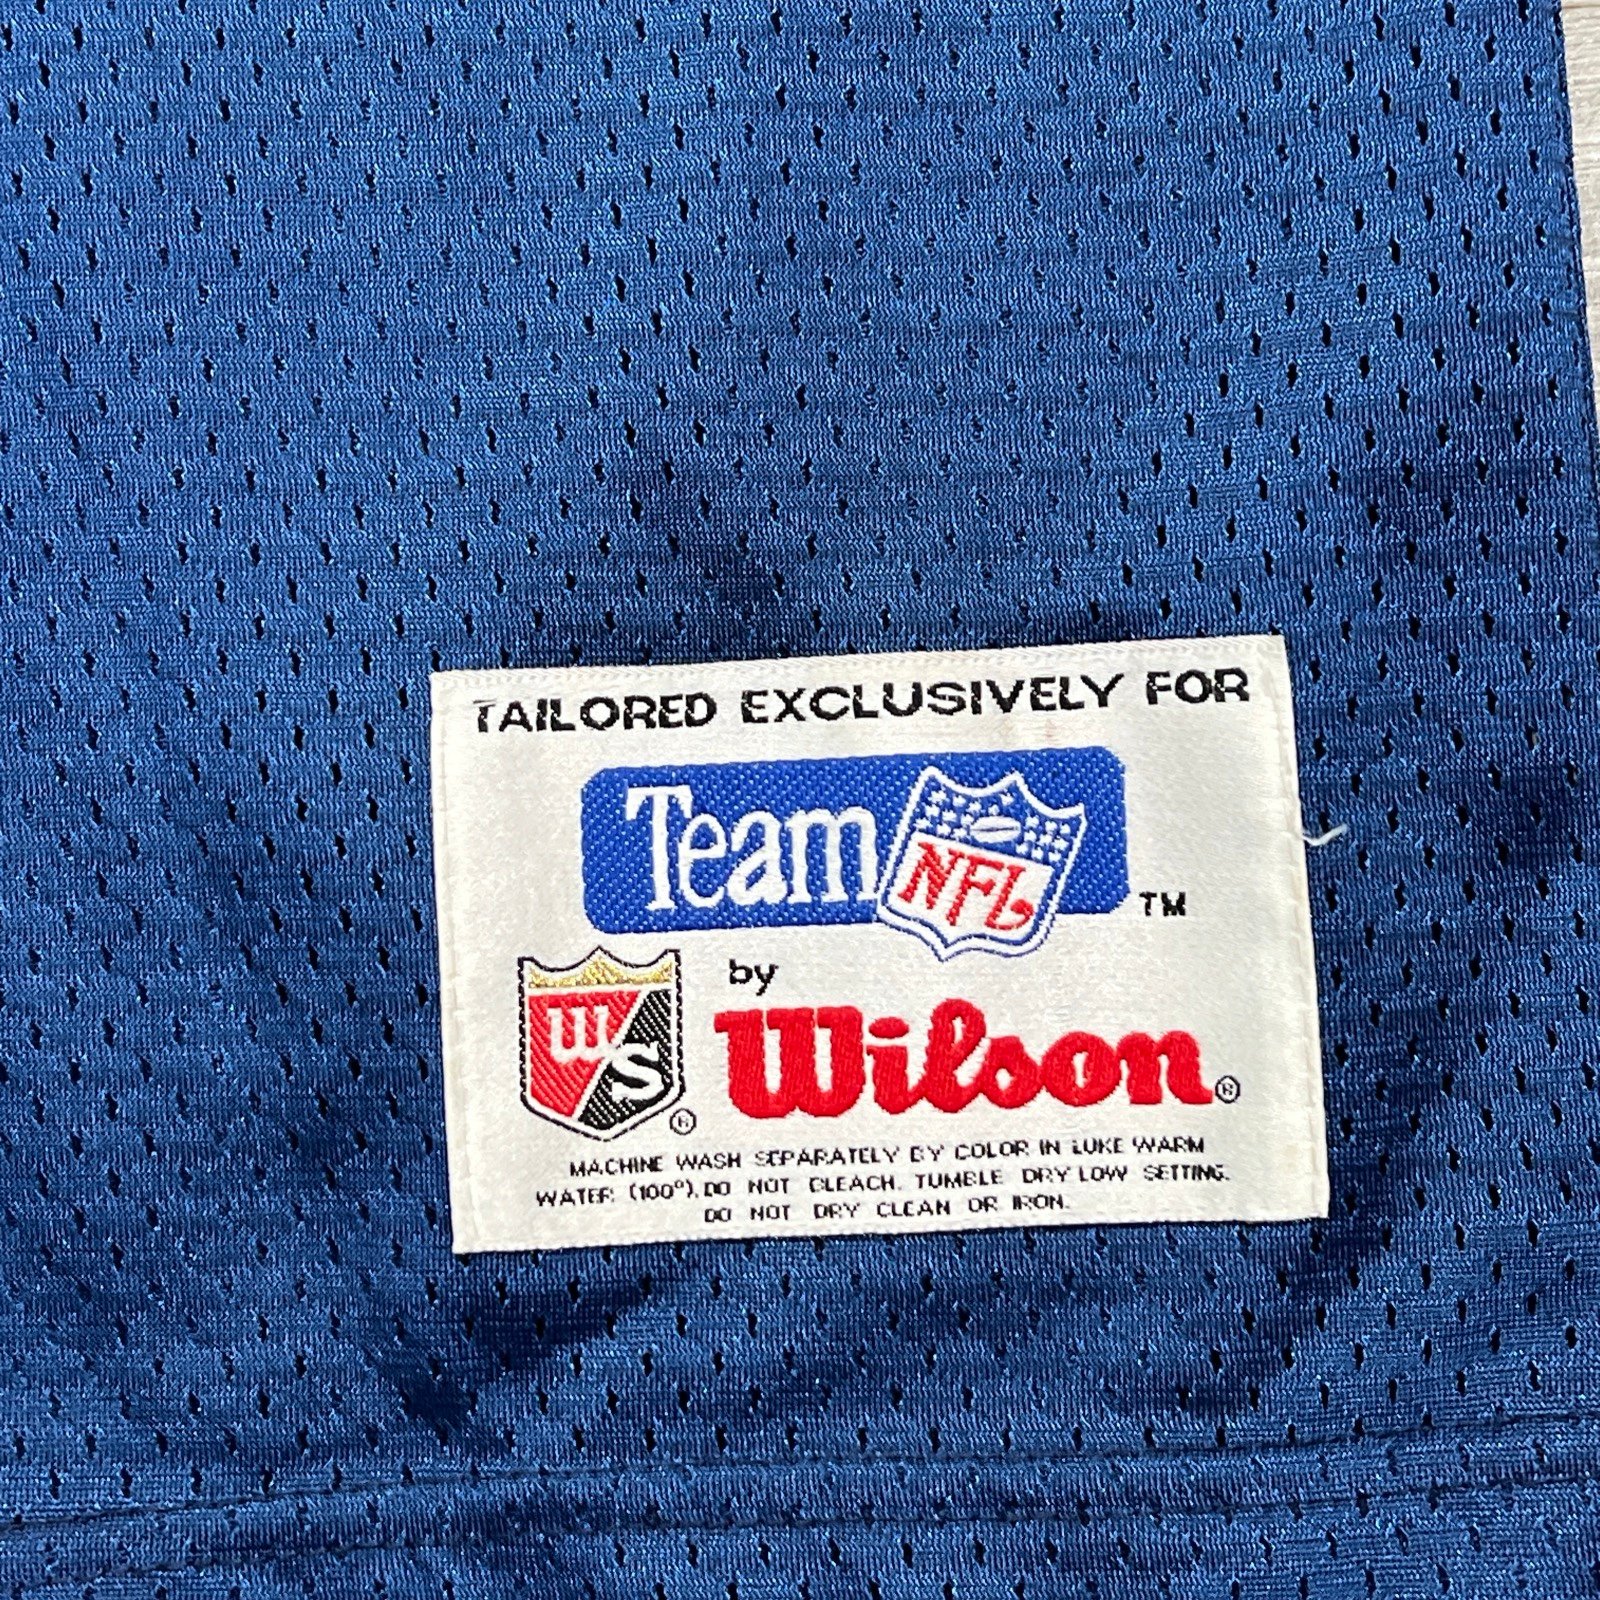 TAILORED EXCLUSIVELY FOR
Team NFL TM
by
WS ® Wilson ®
MACHINE WASH SEPARATELY BY COLOR IN LUKE WARM
WATER (100°). DO NOT BLEACH. TUMBLE DRY LOW SETTING.
DO NOT DRY CLEAN OR IRON.